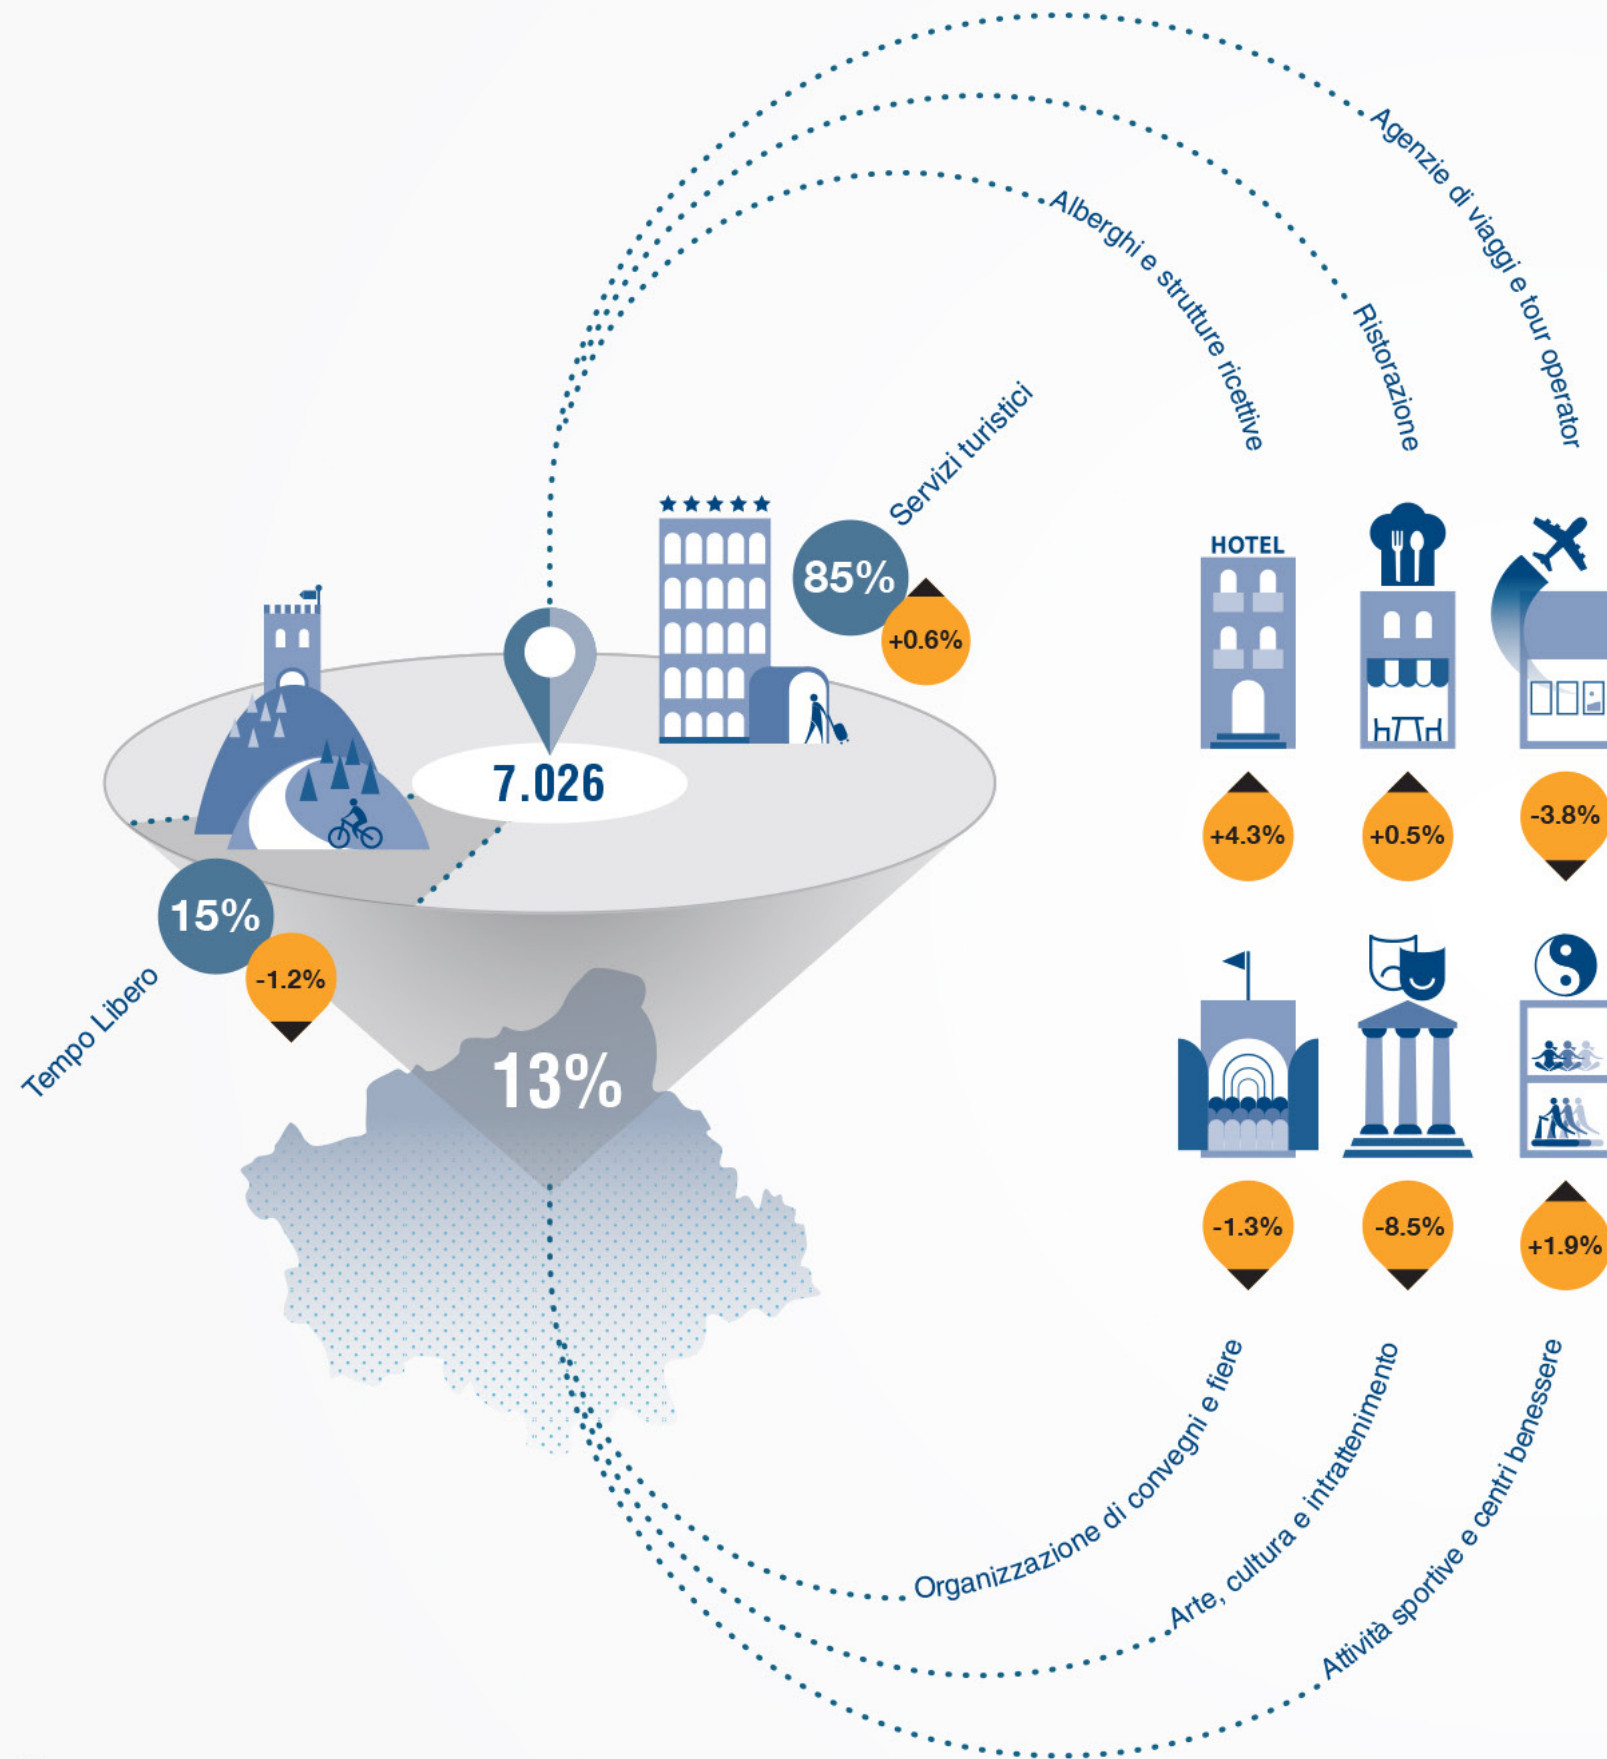 Agenzie di viaggi e tour operator
Ristorazione
Alberghi e strutture ricettive
Servizi turistici
85%
+0.6%
HOTEL
7.026
+4.3%
+0.5%
-3.8%
15%
-1.2%
Tempo Libero
13%
-1.3%
-8.5%
+1.9%
Organizzazione di convegni e fiere
Arte, cultura e intrattenimento
Attività sportive e centri benessere